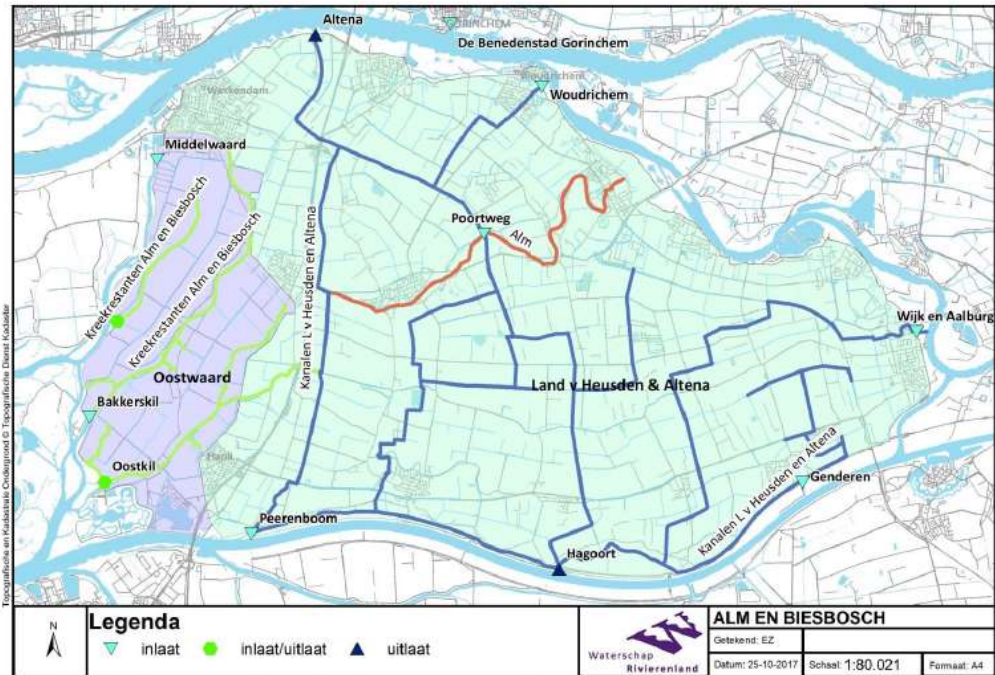 Altena
GORINCHEM
De Benedenstad Gorinchem
Woudrichem
Woudrichem
Werkendam
Middelwaard
Kreekrestanten Alm en Biesbosch
Kreekrestanten Alm en Biesbosch
Kanalen L v Heusden en Altena
Poortweg
Alm
Wijk en Aalburg
Oostwaard
Land v Heusden & Altena
Bakkerskil
Oostkil
Hank
Kanalen L v Heusden en Altena
Genderen
Peerenboom
Hagoort
Topografische en Kadastrale Ondergrond © Topografische Dienst Kadaster
N
Legenda
inlaat
inlaat/uitlaat
uitlaat
Waterschap
Rivierenland
ALM EN BIESBOSCH
Getekend: EZ
Datum: 25-10-2017
Schaal: 1:80.021
Formaat: A4